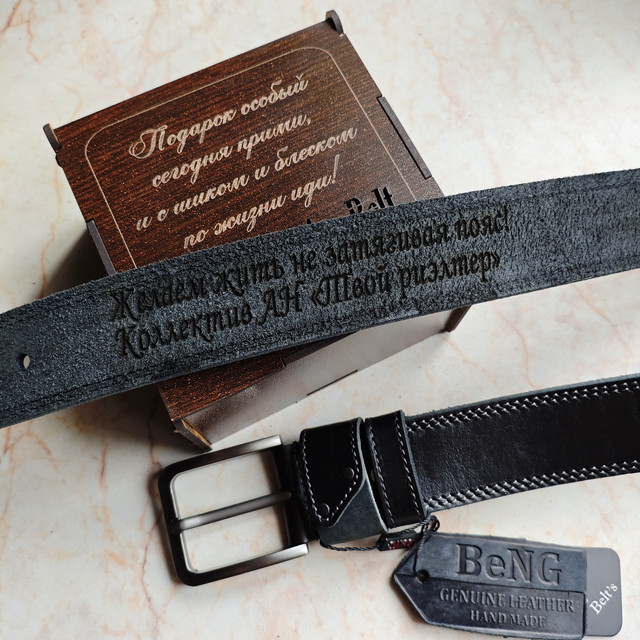 Подарок особый
сегодня прими,
и с шиком и блеском
по жизни иди!
Belt
Желаем жить не затягивая пояс!
Коллектив АН «Твой риэлтер»
BeNG
GENUINE LEATHER
HAND MADE
Belt's